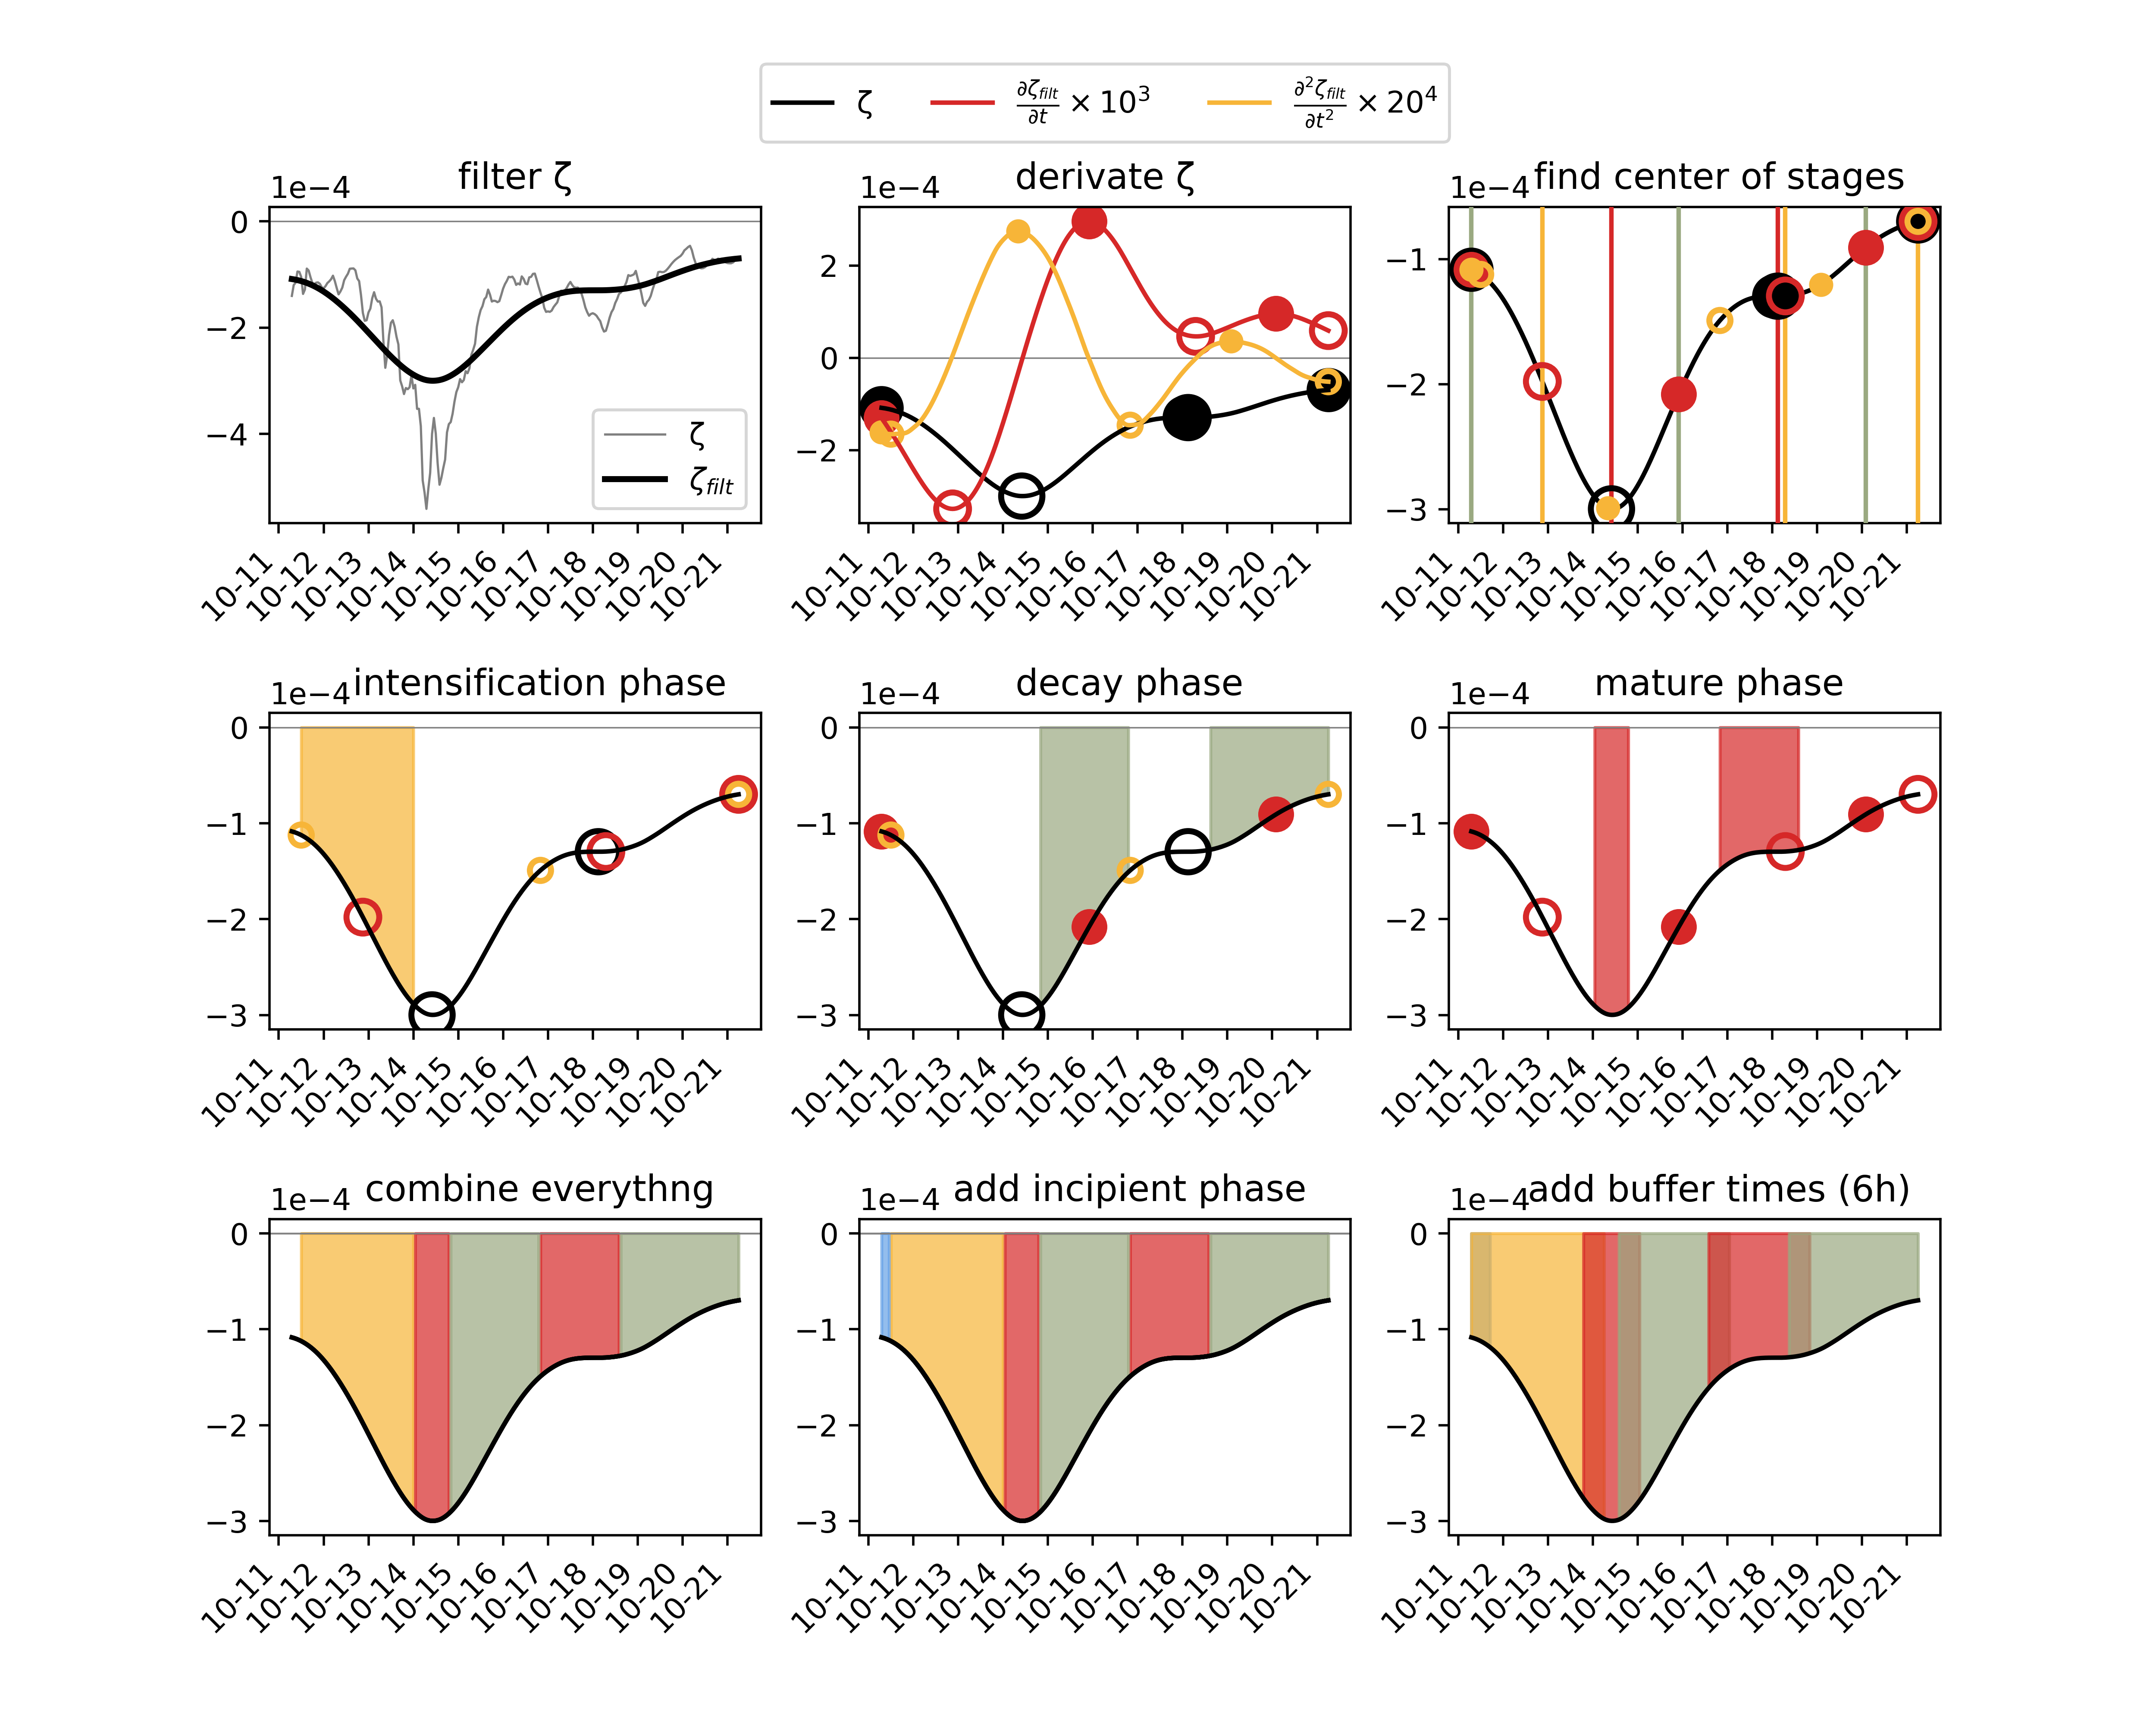 ζ  ∂ζfilt/∂t × 10³  ∂²ζfilt/∂t² × 20⁴
1e−4 filter ζ
0
−2
−4
ζ
ζfilt
10-11 10-12 10-13 10-14 10-15 10-16 10-17 10-18 10-19 10-20 10-21
1e−4 derivate ζ
2
0
−2
10-11 10-12 10-13 10-14 10-15 10-16 10-17 10-18 10-19 10-20 10-21
1e−4 find center of stages
−1
−2
−3
10-11 10-12 10-13 10-14 10-15 10-16 10-17 10-18 10-19 10-20 10-21
1e−4 intensification phase
0
−1
−2
−3
10-11 10-12 10-13 10-14 10-15 10-16 10-17 10-18 10-19 10-20 10-21
1e−4 decay phase
0
−1
−2
−3
10-11 10-12 10-13 10-14 10-15 10-16 10-17 10-18 10-19 10-20 10-21
1e−4 mature phase
0
−1
−2
−3
10-11 10-12 10-13 10-14 10-15 10-16 10-17 10-18 10-19 10-20 10-21
1e−4 combine everythng
0
−1
−2
−3
10-11 10-12 10-13 10-14 10-15 10-16 10-17 10-18 10-19 10-20 10-21
1e−4 add incipient phase
0
−1
−2
−3
10-11 10-12 10-13 10-14 10-15 10-16 10-17 10-18 10-19 10-20 10-21
1e−4 add buffer times (6h)
0
−1
−2
−3
10-11 10-12 10-13 10-14 10-15 10-16 10-17 10-18 10-19 10-20 10-21